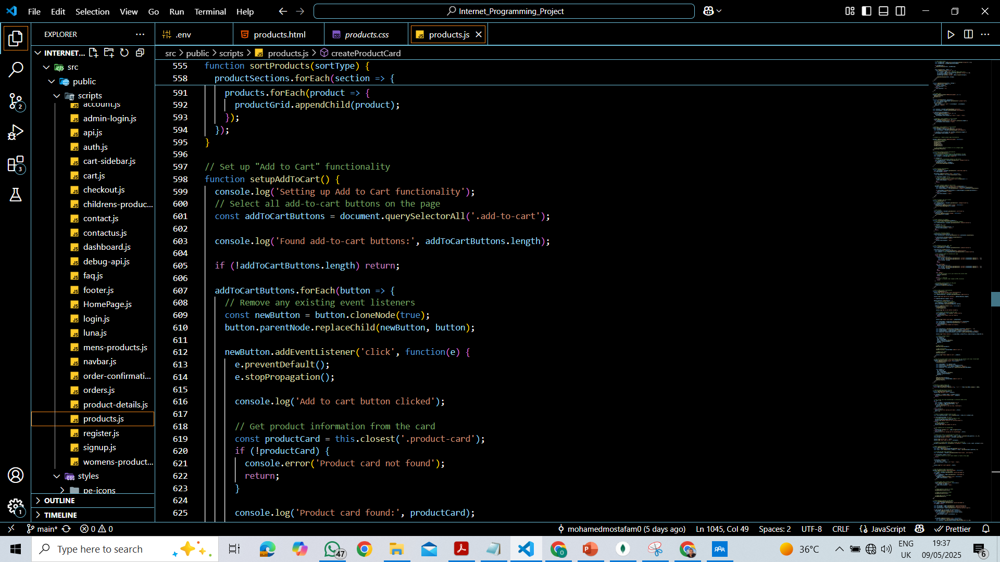 File Edit Selection View Go Run Terminal Help
Internet_Programming_Project
EXPLORER
.env
products.html
products.css
products.js
INTERNET...
src > public > scripts > products.js > createProductCard
src
public
scripts
account.js
admin-login.js
api.js
auth.js
cart-sidebar.js
cart.js
checkout.js
childrens-produc...
contact.js
contactus.js
dashboard.js
debug-api.js
faq.js
footer.js
HomePage.js
login.js
luna.js
mens-products.js
navbar.js
order-confirmati...
orders.js
product-details.js
products.js
register.js
signup.js
womens-product...
styles
pe-icons
OUTLINE
TIMELINE
2
3
1
555 function sortProducts(sortType) {
558 productSections.forEach(section => {
591 products.forEach(product => {
592 productGrid.appendChild(product);
593 });
594 });
595 }
596
597 // Set up "Add to Cart" functionality
598 function setupAddToCart() {
599 console.log('Setting up Add to Cart functionality');
600 // Select all add-to-cart buttons on the page
601 const addToCartButtons = document.querySelectorAll('.add-to-cart');
602
603 console.log('Found add-to-cart buttons:', addToCartButtons.length);
604
605 if (!addToCartButtons.length) return;
606
607 addToCartButtons.forEach(button => {
608 // Remove any existing event listeners
609 const newButton = button.cloneNode(true);
610 button.parentNode.replaceChild(newButton, button);
611
612 newButton.addEventListener('click', function(e) {
613 e.preventDefault();
614 e.stopPropagation();
615
616 console.log('Add to cart button clicked');
617
618 // Get product information from the card
619 const productCard = this.closest('.product-card');
620 if (!productCard) {
621 console.error('Product card not found');
622 return;
623 }
624
625 console.log('Product card found:', productCard);
main* 0 0
mohamedmostafam0 (5 days ago) Ln 1045, Col 49 Spaces: 2 UTF-8 CRLF JavaScript Prettier
Type here to search
47
36°C
ENG
UK
19:37
09/05/2025
6